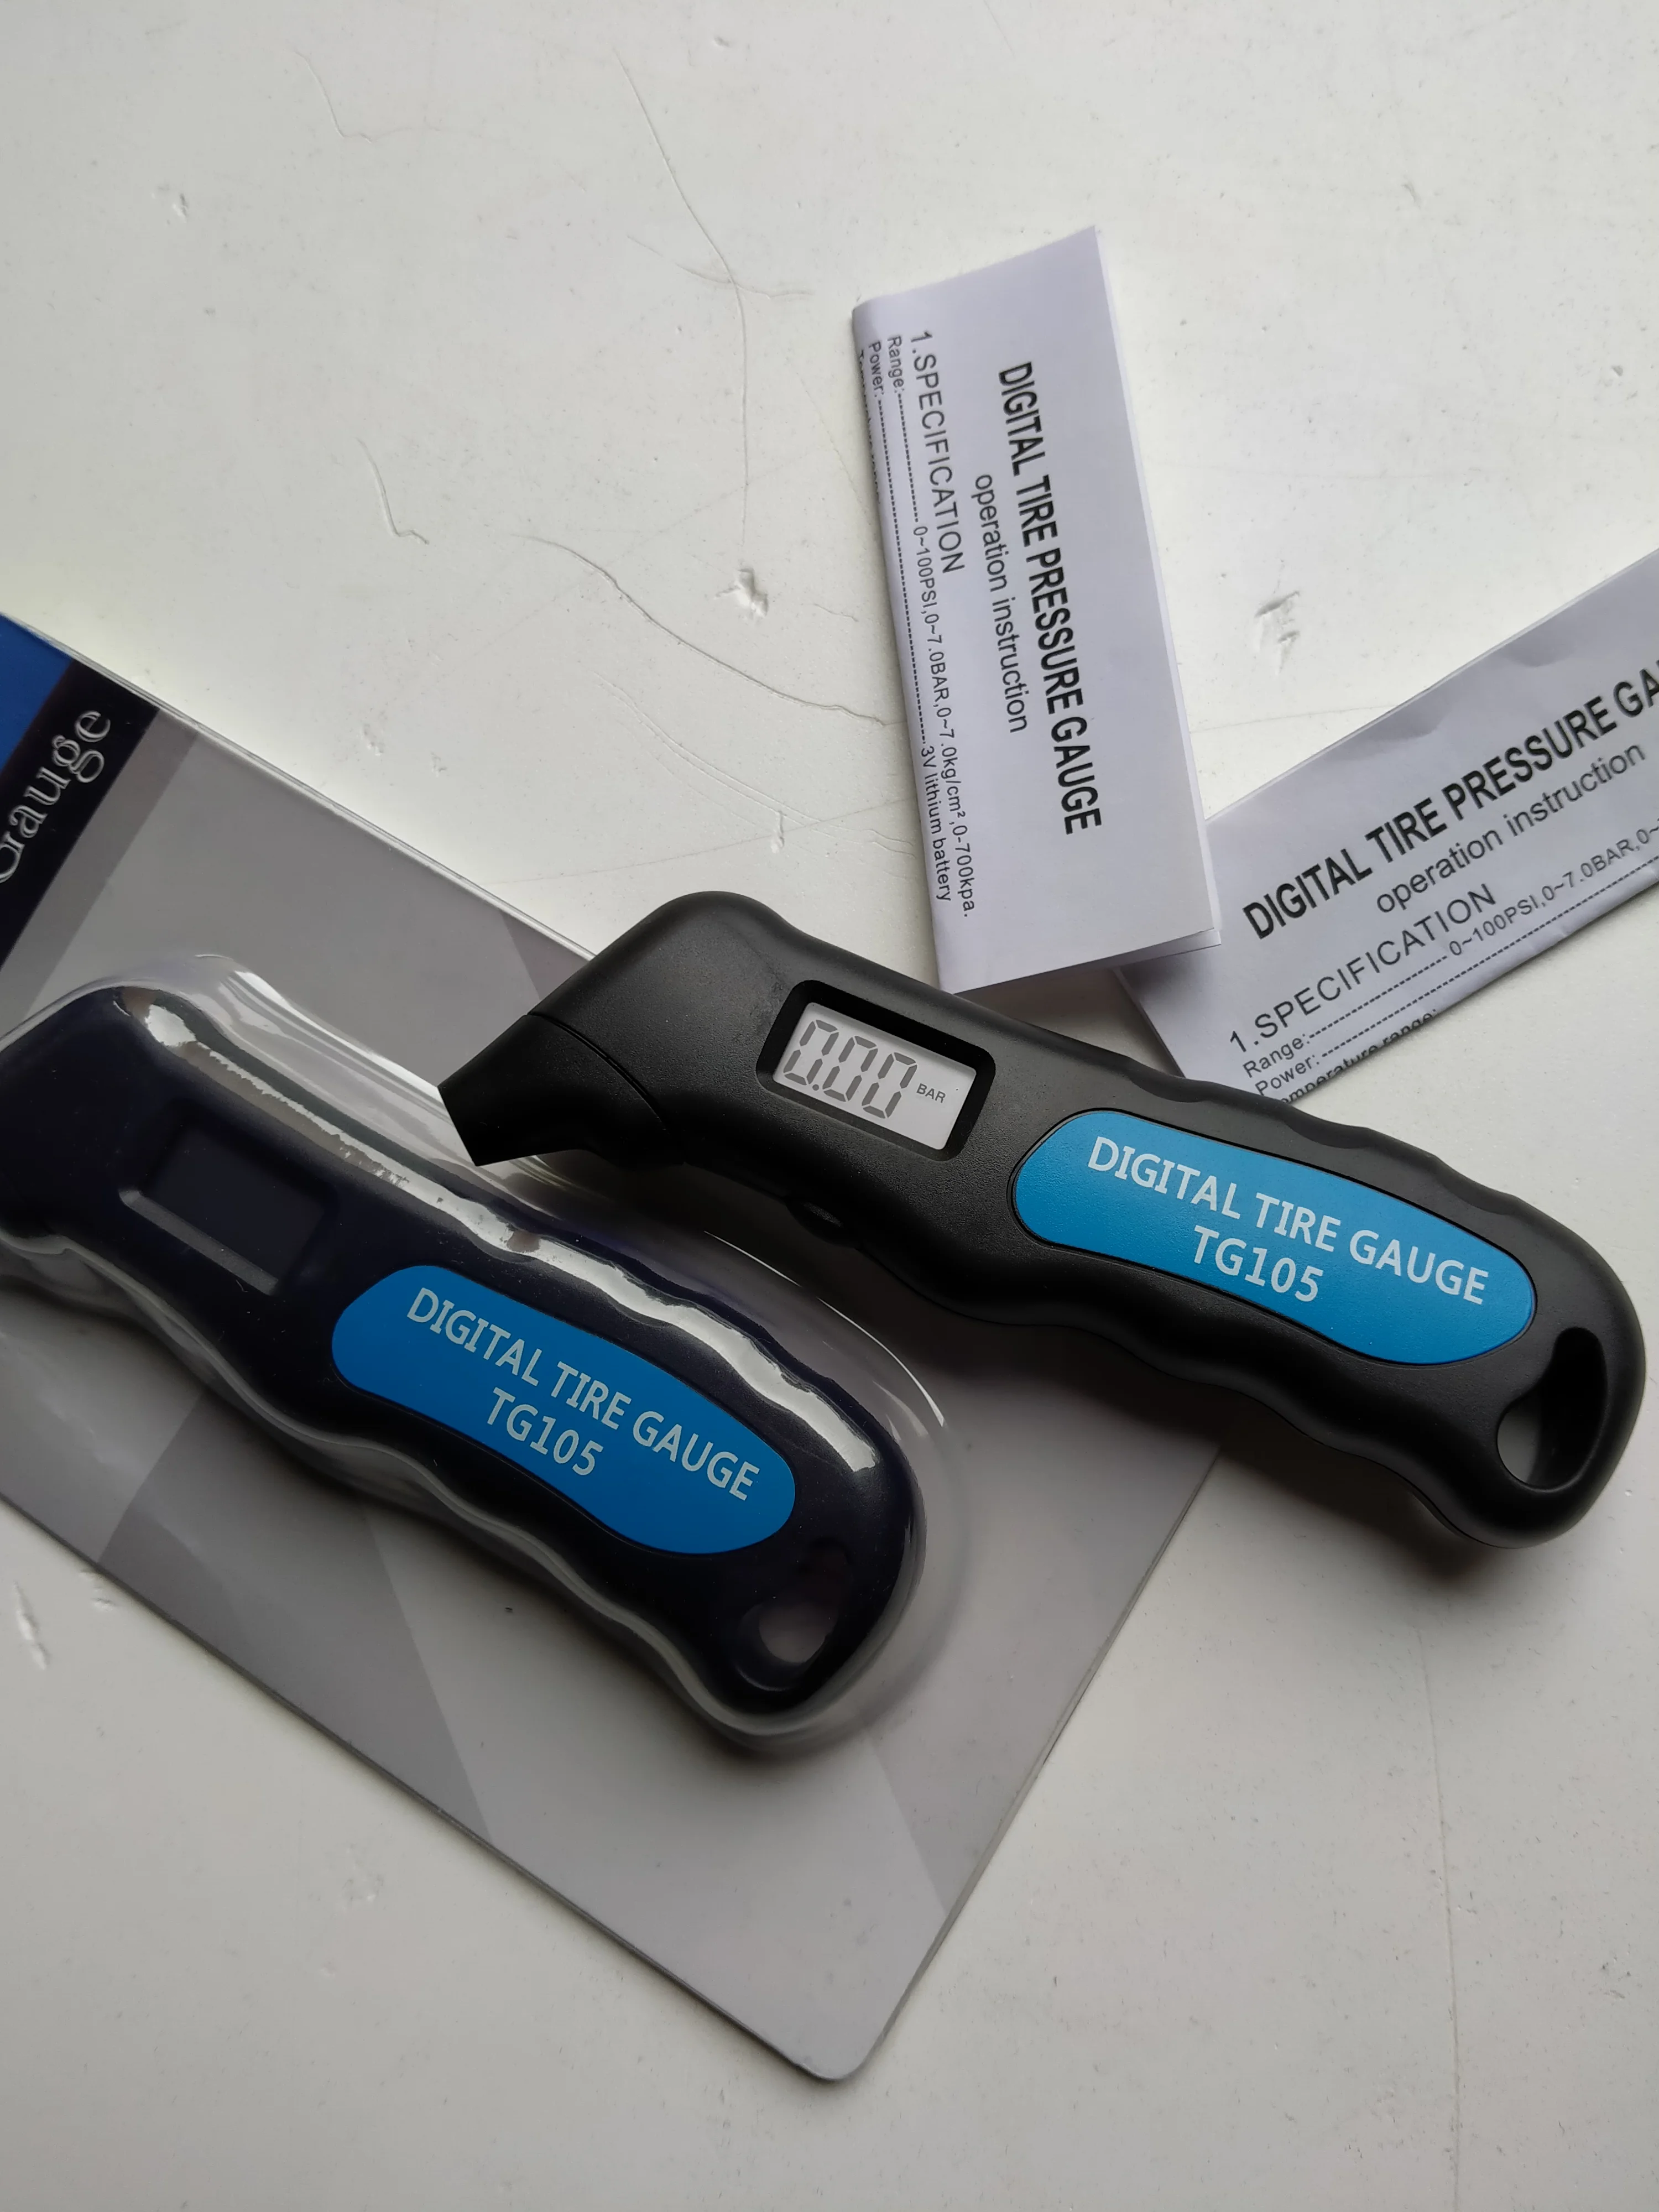 DIGITAL TIRE PRESSURE GAUGE
operation instruction
1.SPECIFICATION
Range:------------------- 0~100PSI,0~7.0BAR,0~7.0kg/cm²,0-700kpa.
Power:---------------------------------------------3V lithium battery
DIGITAL TIRE PRESSURE GA
operation instruction
1.SPECIFICATION
Range:------------------- 0~100PSI,0~7.0BAR,0~
Power:-------------------
emperature range:
Gauge
0.00 BAR
DIGITAL TIRE GAUGE
TG105
DIGITAL TIRE GAUGE
TG105